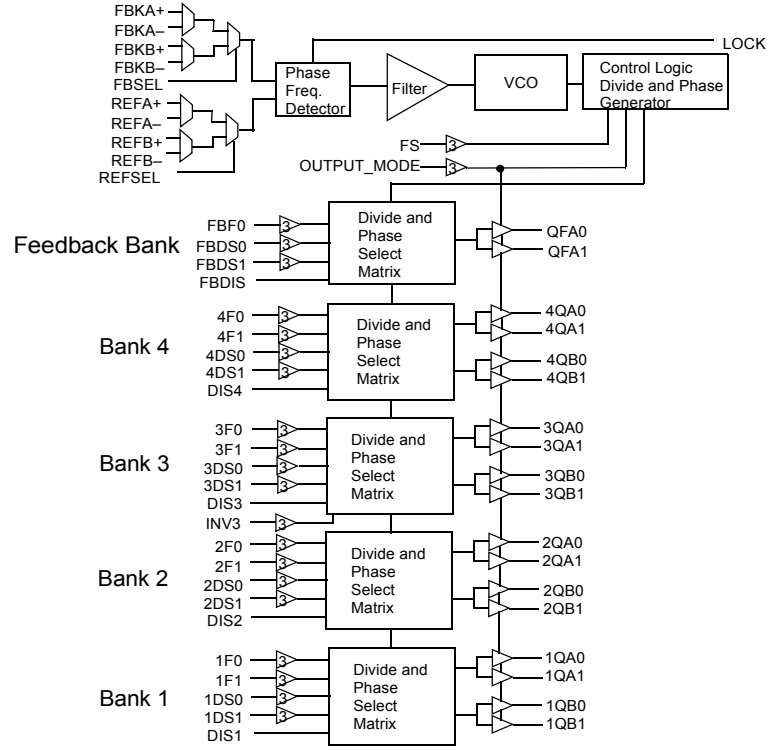 FBKA+
FBKA–
FBKB+
FBKB–
FBSEL
REFA+
REFA–
REFB+
REFB–
REFSEL
Phase
Freq.
Detector
Filter
VCO
Control Logic
Divide and Phase
Generator
LOCK
FS
3
OUTPUT_MODE
3
Feedback Bank
FBF0
3
FBDS0
3
FBDS1
3
FBDIS
Divide and
Phase
Select
Matrix
QFA0
QFA1
Bank 4
4F0
3
4F1
3
4DS0
3
4DS1
3
DIS4
Divide and
Phase
Select
Matrix
4QA0
4QA1
4QB0
4QB1
Bank 3
3F0
3
3F1
3
3DS0
3
3DS1
3
DIS3
INV3
3
Divide and
Phase
Select
Matrix
3QA0
3QA1
3QB0
3QB1
Bank 2
2F0
3
2F1
3
2DS0
3
2DS1
3
DIS2
Divide and
Phase
Select
Matrix
2QA0
2QA1
2QB0
2QB1
Bank 1
1F0
3
1F1
3
1DS0
3
1DS1
3
DIS1
Divide and
Phase
Select
Matrix
1QA0
1QA1
1QB0
1QB1